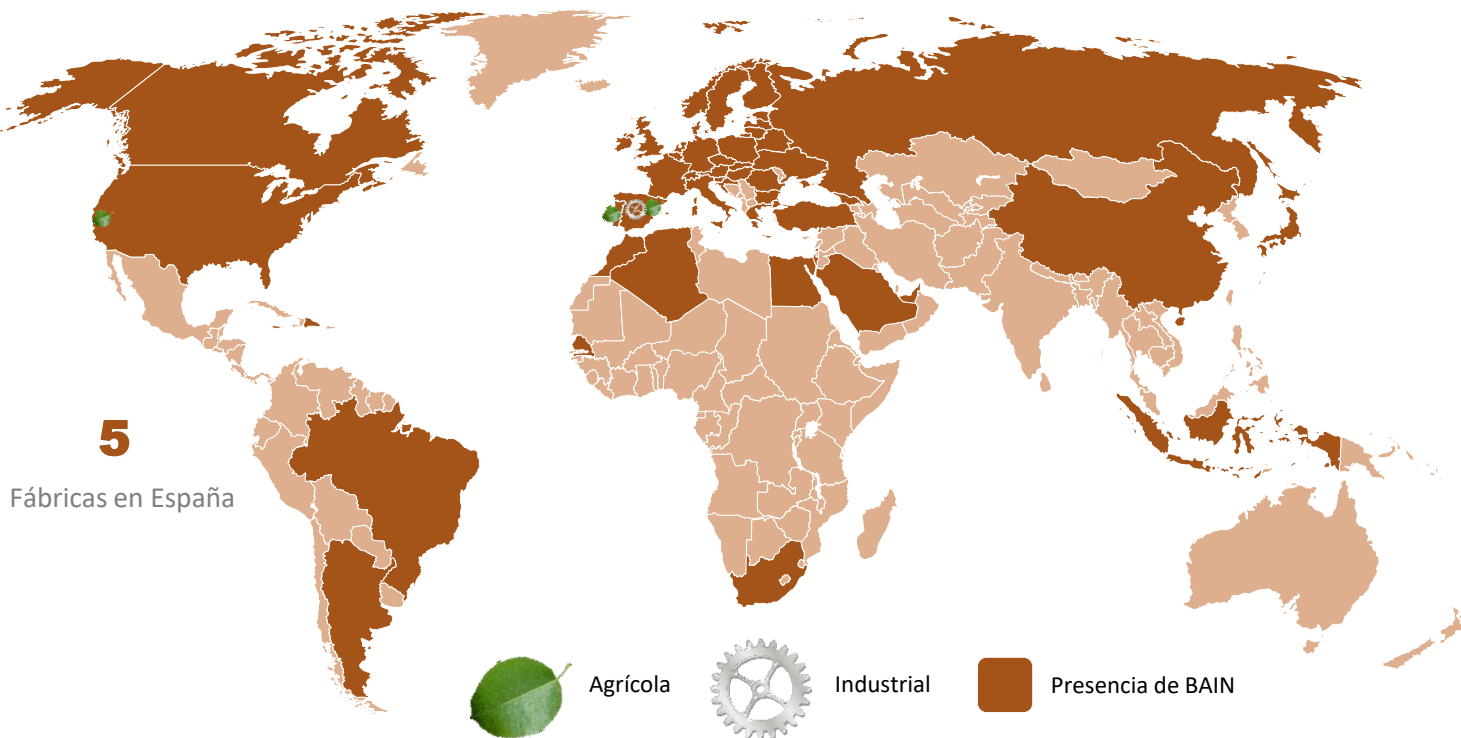 5
Fábricas en España
Agrícola
Industrial
Presencia de BAIN